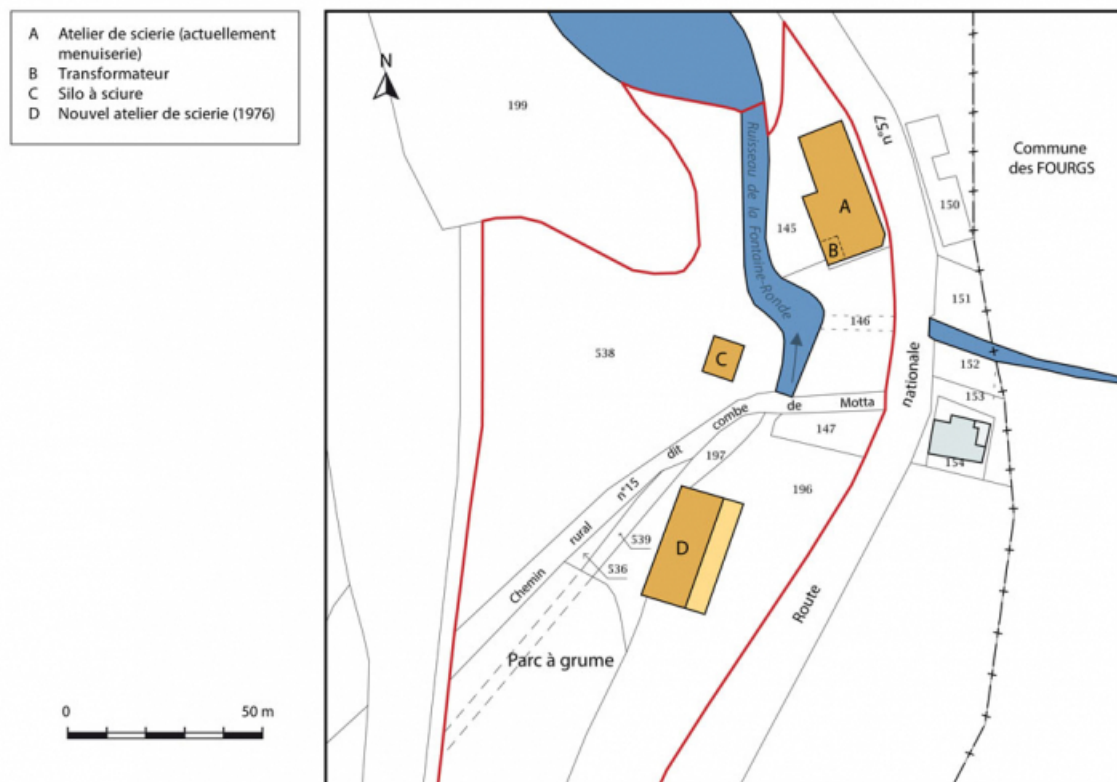 A Atelier de scierie (actuellement
menuiserie)
B Transformateur
C Silo à sciure
D Nouvel atelier de scierie (1976)
N
199
n°57
Commune
des FOURGS
150
A
145
B
Ruisseau de la Fontaine-Ronde
151
146
538
C
152
nationale
153
combe de Motta
147
dit
154
197
196
n°15
rural
539
D
536
Chemin
Route
Parc à grume
0 50 m